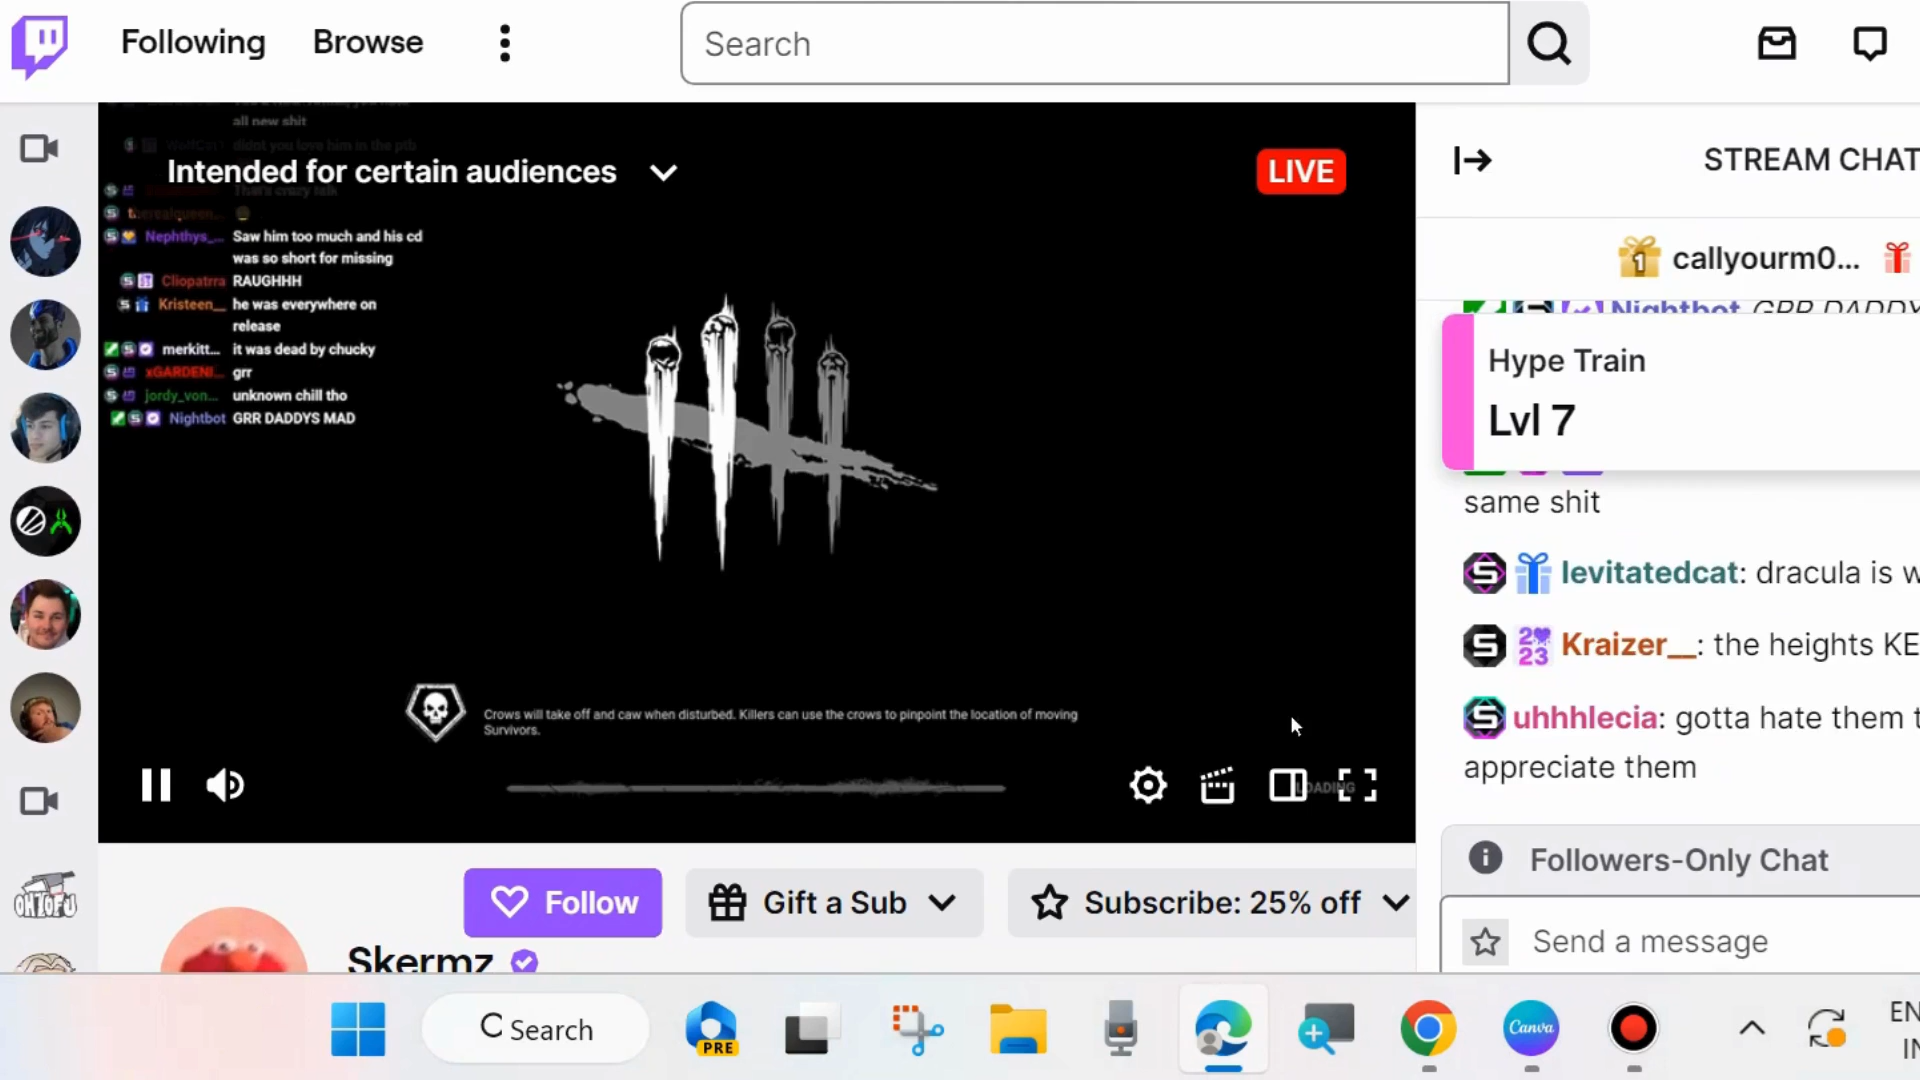 Following
Browse
Search
all new shit
didnt you love him in the ptb
Intended for certain audiences
LIVE
That's crazy talk
Nephthys_... Saw him too much and his cd
was so short for missing
Cliopatrra RAUGHHH
Kristeen__ he was everywhere on
release
merkitt... it was dead by chucky
xGARDENI... grr
jordy_von... unknown chill tho
Nightbot GRR DADDYS MAD
Crows will take off and caw when disturbed. Killers can use the crows to pinpoint the location of moving
Survivors.
LOADING
Follow
Gift a Sub
Subscribe: 25% off
Skermz
STREAM CHAT
1 callyourm0...
Nightbot GRR DADDY
Hype Train
Lvl 7
same shit
levitatedcat: dracula is w
Kraizer__: the heights KE
uhhhlecia: gotta hate them t
appreciate them
Followers-Only Chat
Send a message
Search
PRE
Canva
EN
IN